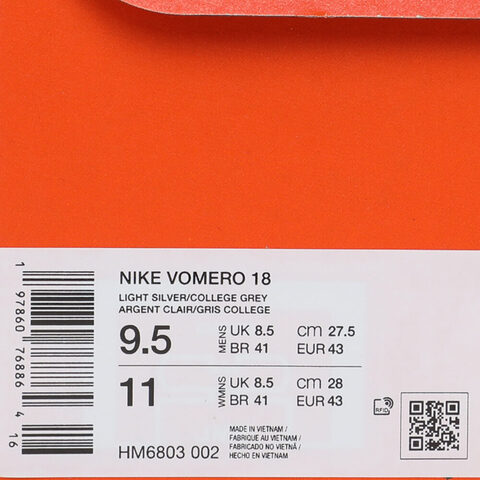 NIKE VOMERO 18
LIGHT SILVER/COLLEGE GREY
ARGENT CLAIR/GRIS COLLEGE
9.5 MENS UK 8.5 CM 27.5
BR 41 EUR 43
11 WMNS UK 8.5 CM 28
BR 41 EUR 43
HM6803 002
MADE IN VIETNAM /
FABRIQUE AU VIETNAM /
FABRICADO NO VIETNÃ /
HECHO EN VIETNAM
RFID
1 97860 76886 4 16